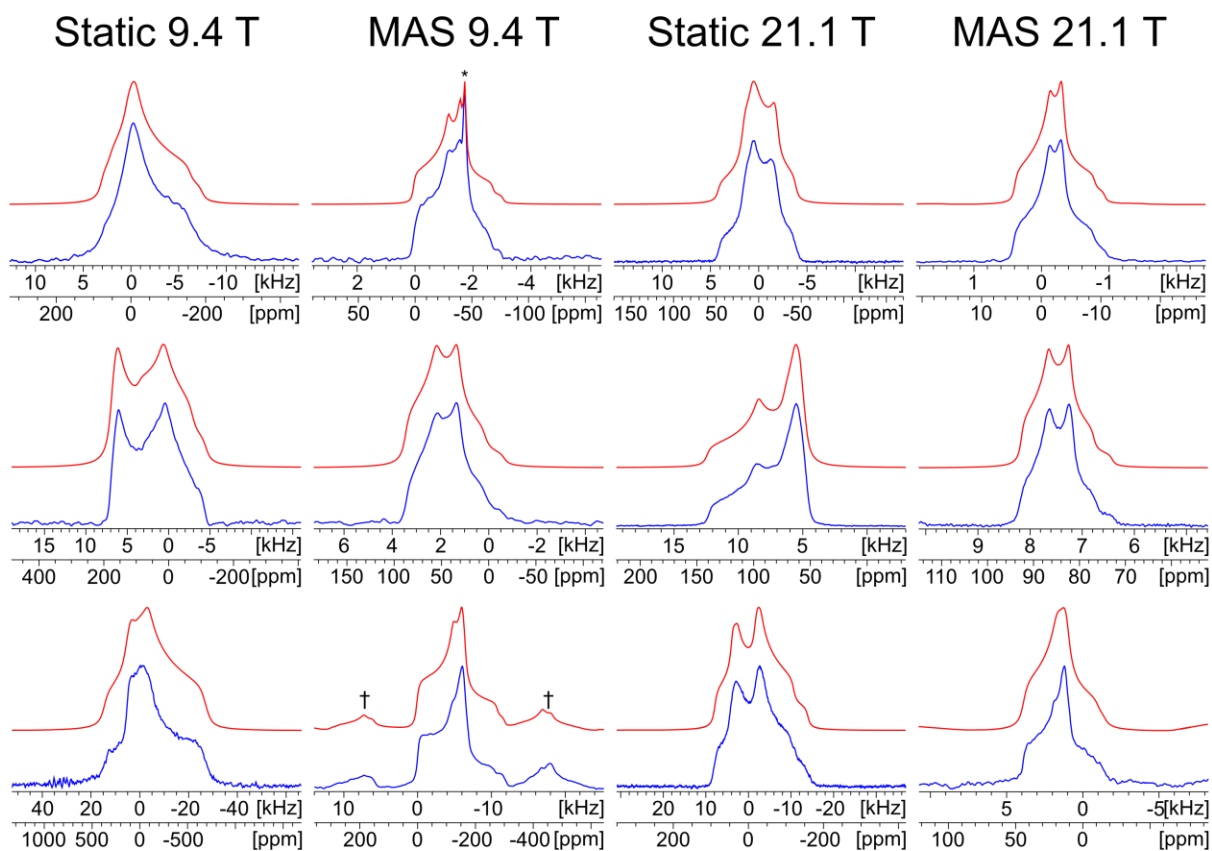 Static 9.4 T MAS 9.4 T Static 21.1 T MAS 21.1 T
*
10 5 0 -5 -10 [kHz] 2 0 -2 -4 [kHz] 10 5 0 -5 [kHz] 1 0 -1 [kHz]
200 0 -200 [ppm] 50 0 -50 -100 [ppm] 150 100 50 0 -50 [ppm] 10 0 -10 [ppm]
15 10 5 0 -5 [kHz] 6 4 2 0 -2 [kHz] 15 10 5 [kHz] 9 8 7 6 [kHz]
400 200 0 -200 [ppm] 150 100 50 0 -50 [ppm] 200 150 100 50 [ppm] 110 100 90 80 70 [ppm]
† †
40 20 0 -20 -40 [kHz] 10 0 -10 [kHz] 20 10 0 -10 -20 [kHz] 5 0 -5 [kHz]
1000 500 0 -500 [ppm] 200 0 -200 -400 [ppm] 200 0 -200 [ppm] 100 50 0 -50 [ppm]